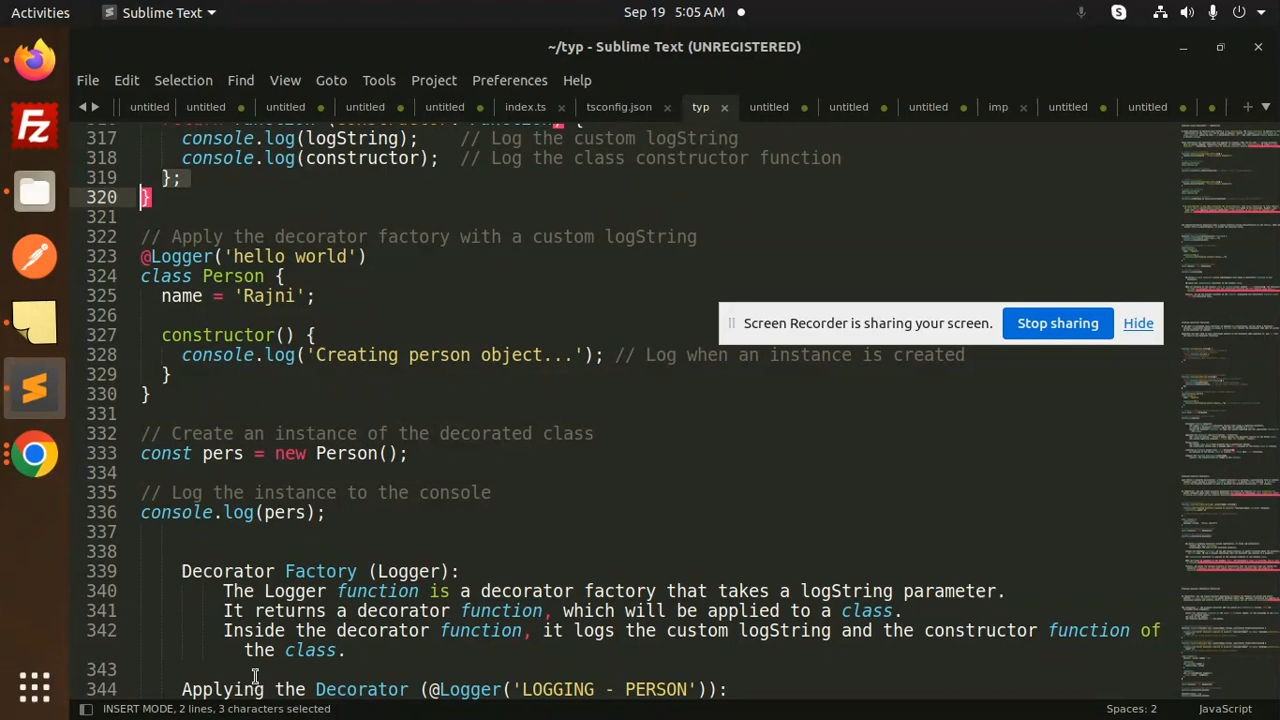 Activities
Sublime Text
Sep 19 5:05 AM
~/typ - Sublime Text (UNREGISTERED)
File Edit Selection Find View Goto Tools Project Preferences Help
untitled untitled untitled untitled untitled index.ts tsconfig.json typ untitled untitled untitled imp untitled untitled
317 console.log(logString); // Log the custom logString
318 console.log(constructor); // Log the class constructor function
319 };
320 }
321
322 // Apply the decorator factory with a custom logString
323 @Logger('hello world')
324 class Person {
325 name = 'Rajni';
326
Screen Recorder is sharing your screen. Stop sharing Hide
327 constructor() {
328 console.log('Creating person object...'); // Log when an instance is created
329 }
330 }
331
332 // Create an instance of the decorated class
333 const pers = new Person();
334
335 // Log the instance to the console
336 console.log(pers);
337
338
339 Decorator Factory (Logger):
340 The Logger function is a decorator factory that takes a logString parameter.
341 It returns a decorator function, which will be applied to a class.
342 Inside the decorator function, it logs the custom logString and the constructor function of
the class.
343
344 Applying the Decorator (@Logger('LOGGING - PERSON')):
INSERT MODE, 2 lines, 3 characters selected
Spaces: 2
JavaScript